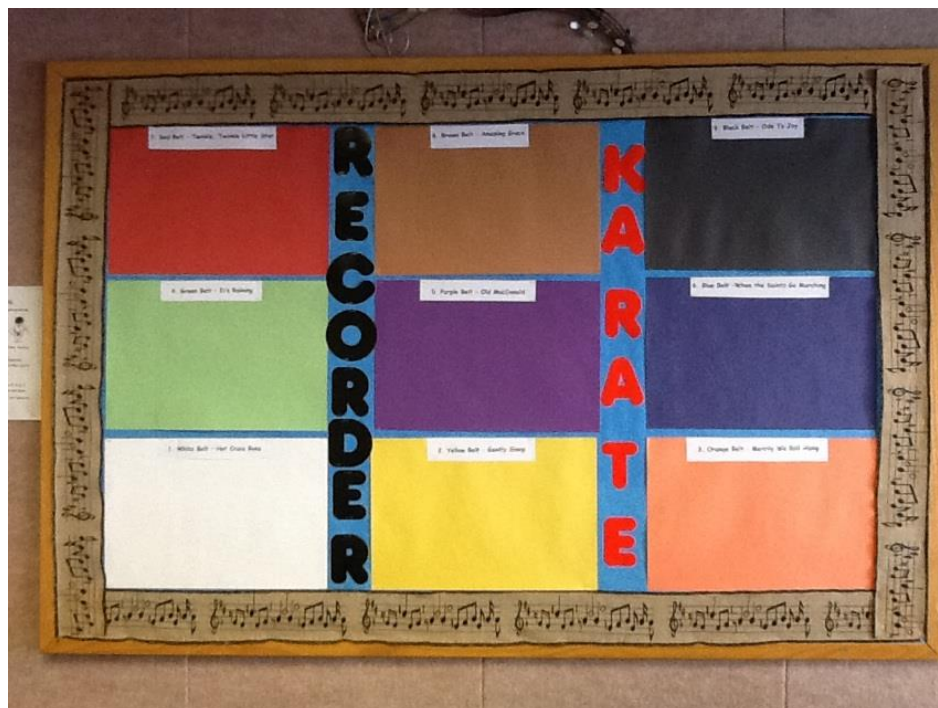 RECORDER
KARATE
7. Red Belt - Twinkle, Twinkle Little Star
8. Brown Belt - Amazing Grace
9. Black Belt - Ode To Joy
4. Green Belt - It's Raining
5. Purple Belt - Old MacDonald
6. Blue Belt - When the Saints Go Marching
1. White Belt - Hot Cross Buns
2. Yellow Belt - Gently Sleep
3. Orange Belt - Merrily We Roll Along